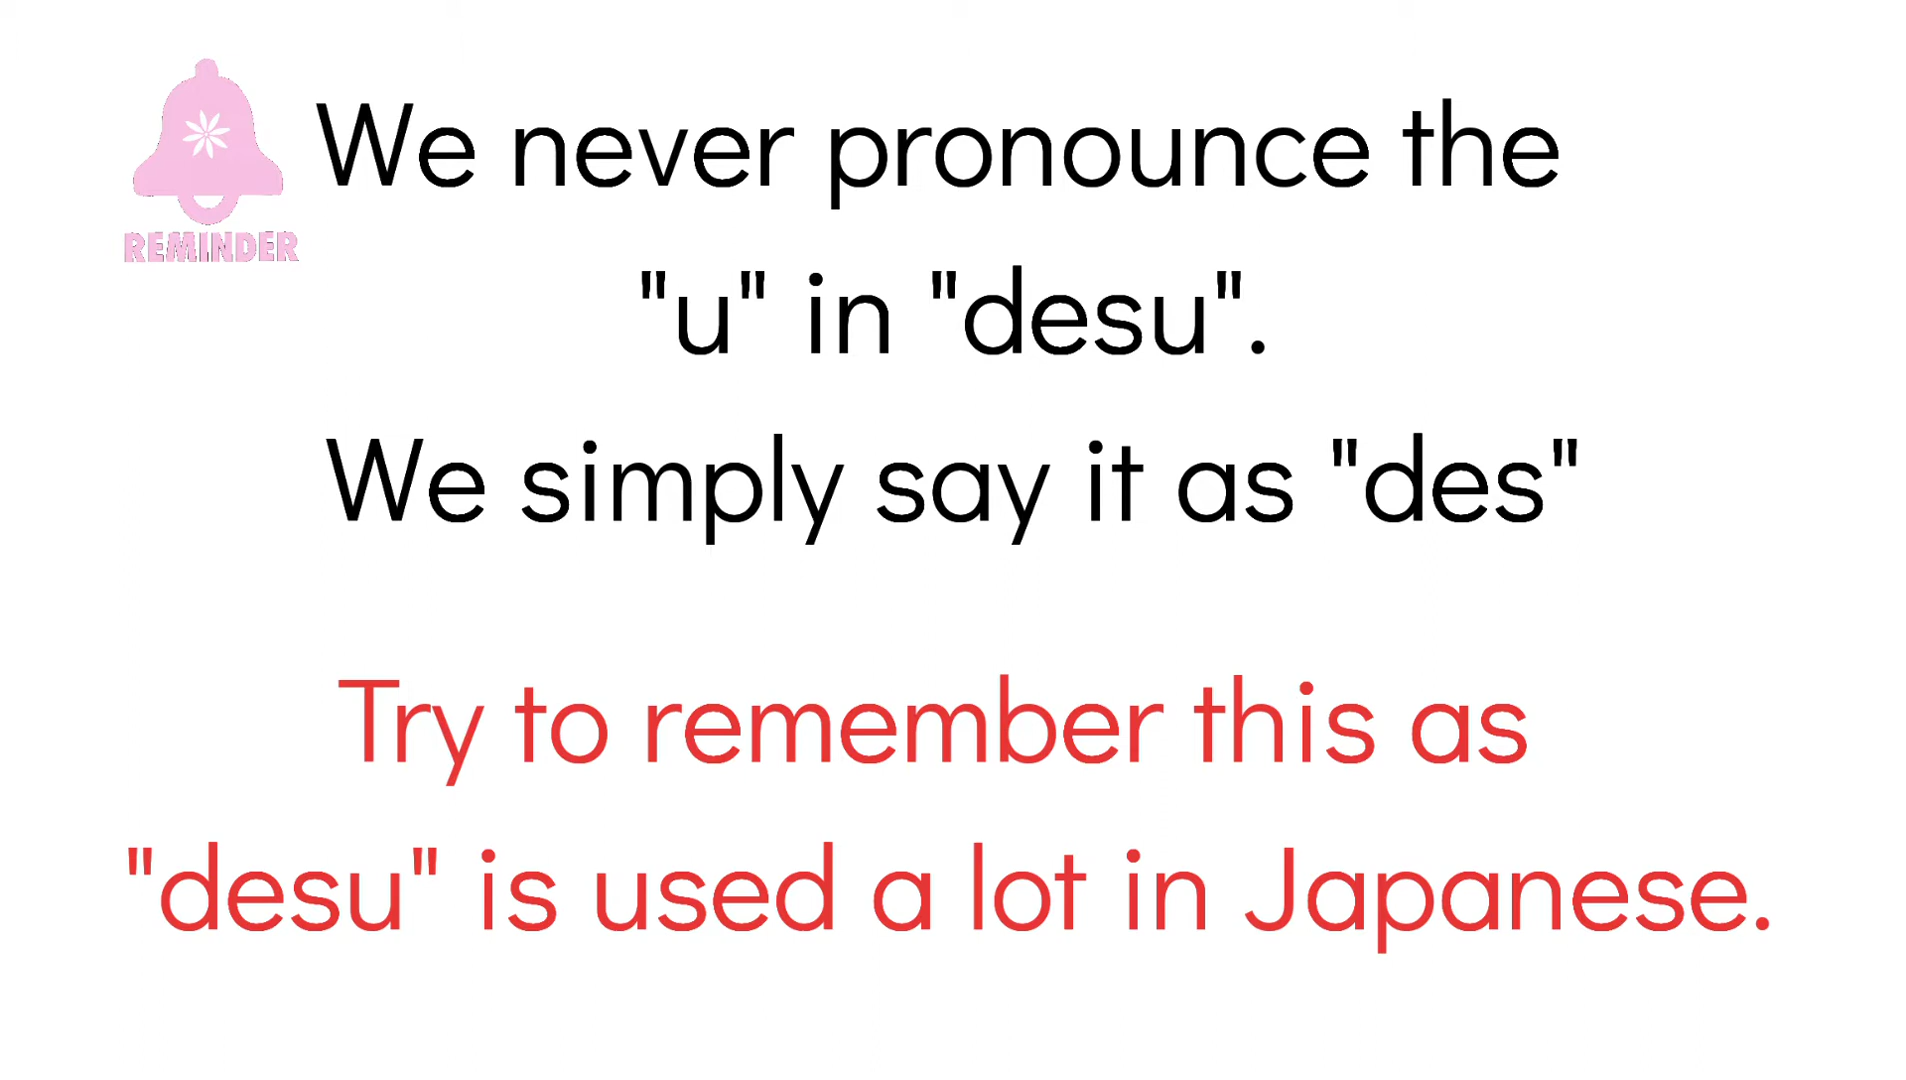 REMINDER
We never pronounce the
"u" in "desu".
We simply say it as "des"
Try to remember this as
"desu" is used a lot in Japanese.